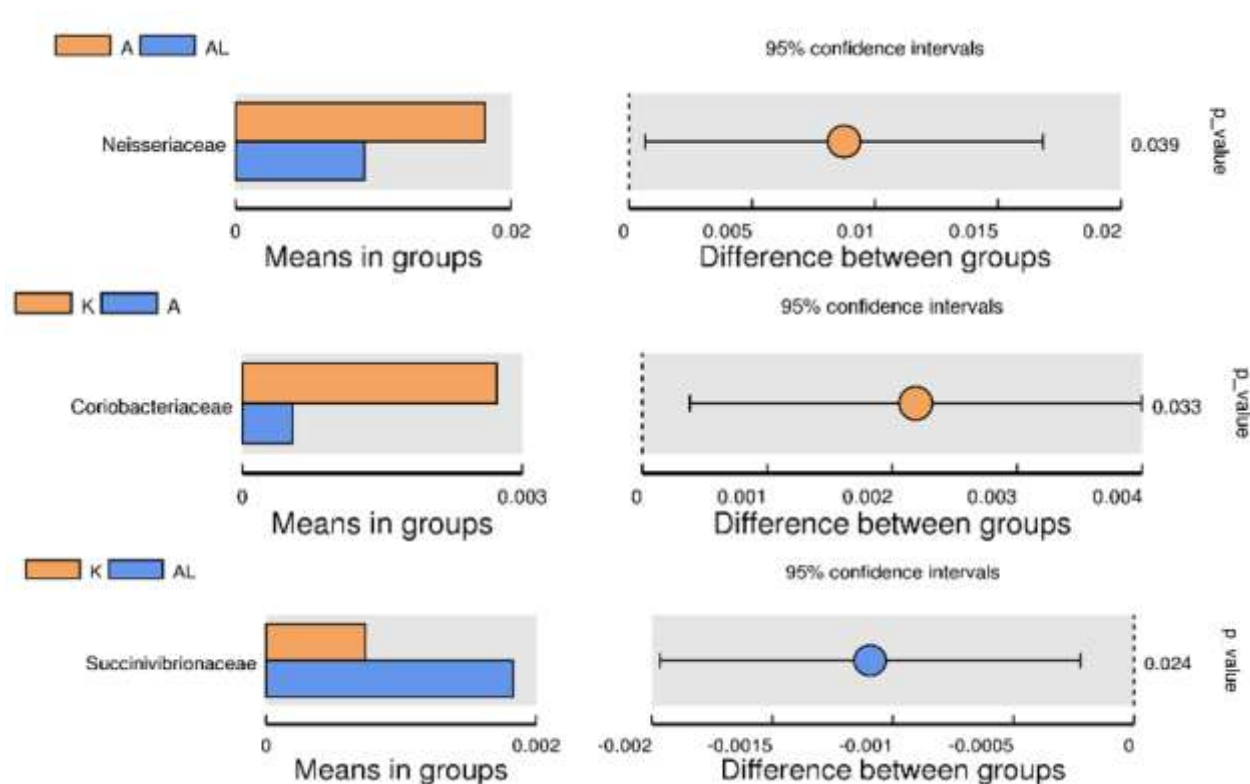 A AL
95% confidence intervals
Neisseriaceae
0.039
p_value
0 0.02
0 0.005 0.01 0.015 0.02
Means in groups
Difference between groups
K A
95% confidence intervals
Coriobacteriaceae
0.033
p_value
0 0.003
0 0.001 0.002 0.003 0.004
Means in groups
Difference between groups
K AL
95% confidence intervals
Succinivibrionaceae
0.024
p_value
0 0.002
-0.002 -0.0015 -0.001 -0.0005 0
Means in groups
Difference between groups